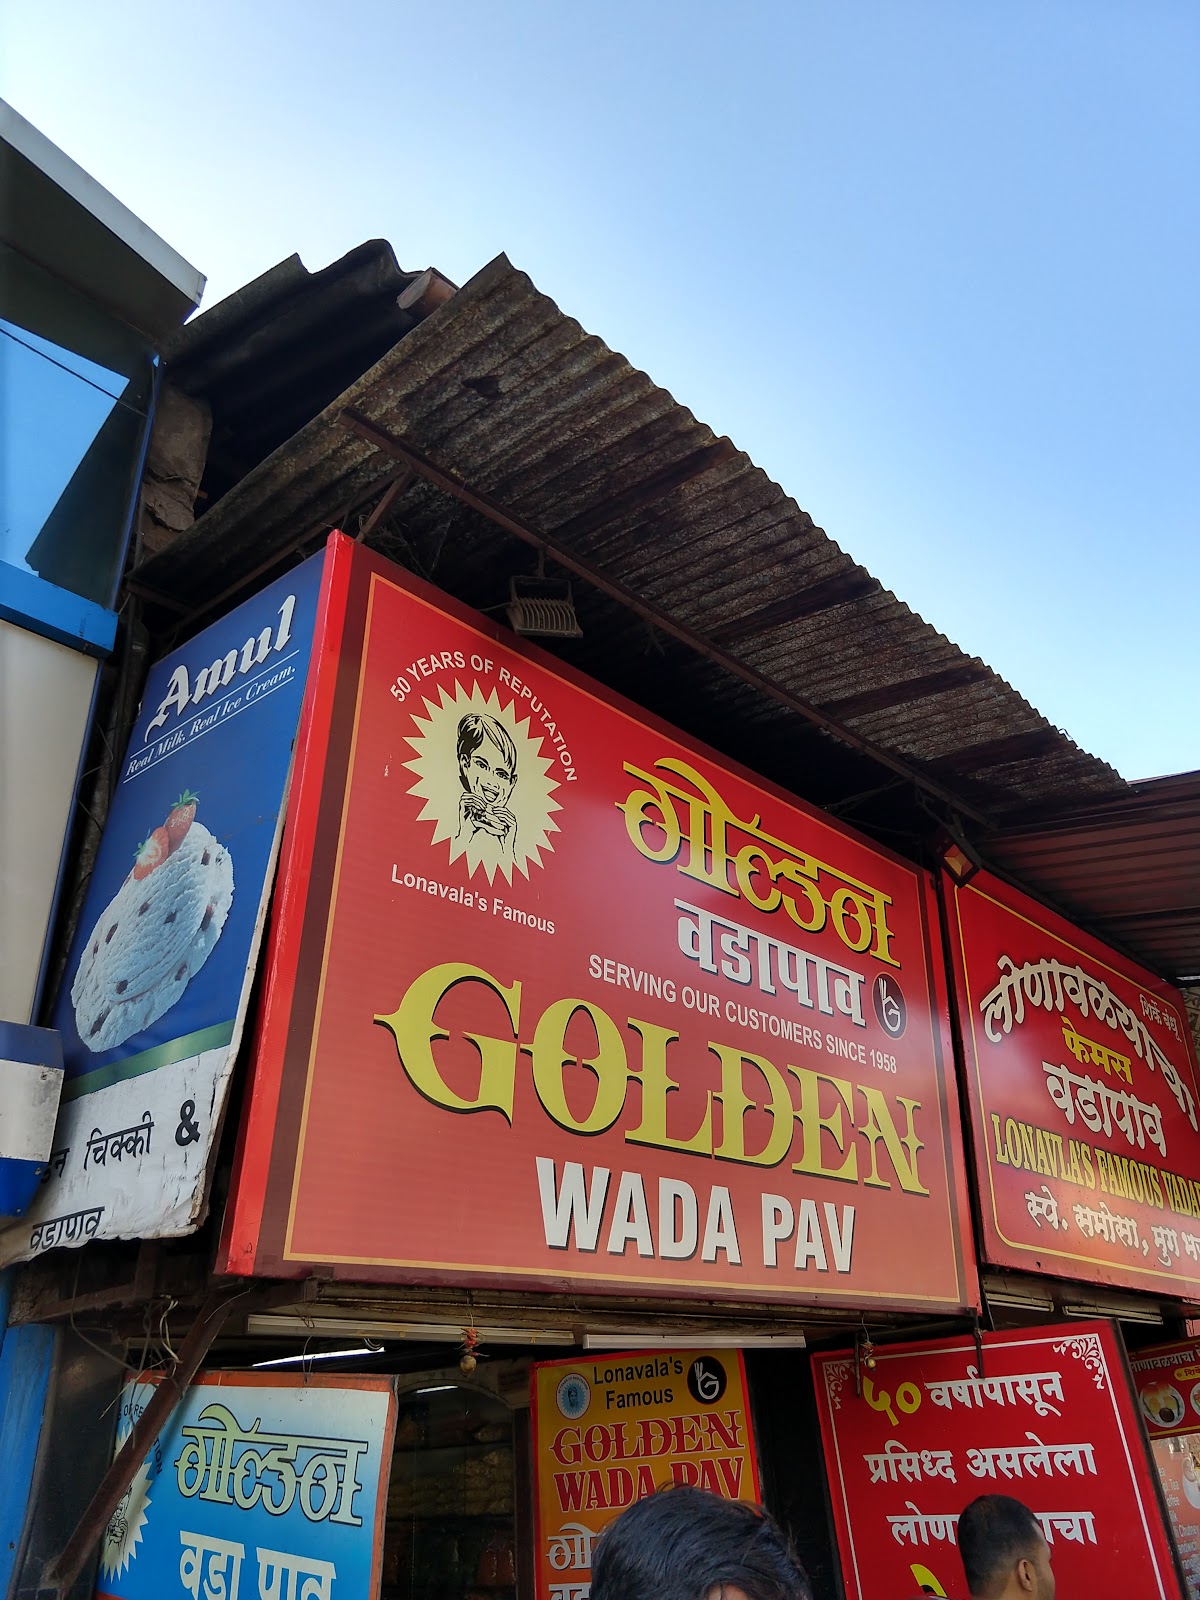 Amul
Real Milk. Real Ice Cream.
चिक्की &
वडापाव
50 YEARS OF REPUTATION
Lonavala's Famous
गोल्डन
वडापाव
G
SERVING OUR CUSTOMERS SINCE 1958
GOLDEN
WADA PAV
शिर्के बंधू
लोणावळ्याचा
फेमस
वडापाव
LONAVLA'S FAMOUS
स्पे. समोसा, मुग
गोल्डन
वडा पाव
Lonavala's
Famous
G
GOLDEN
WADA PAV
५० वर्षापासून
प्रसिध्द असलेला